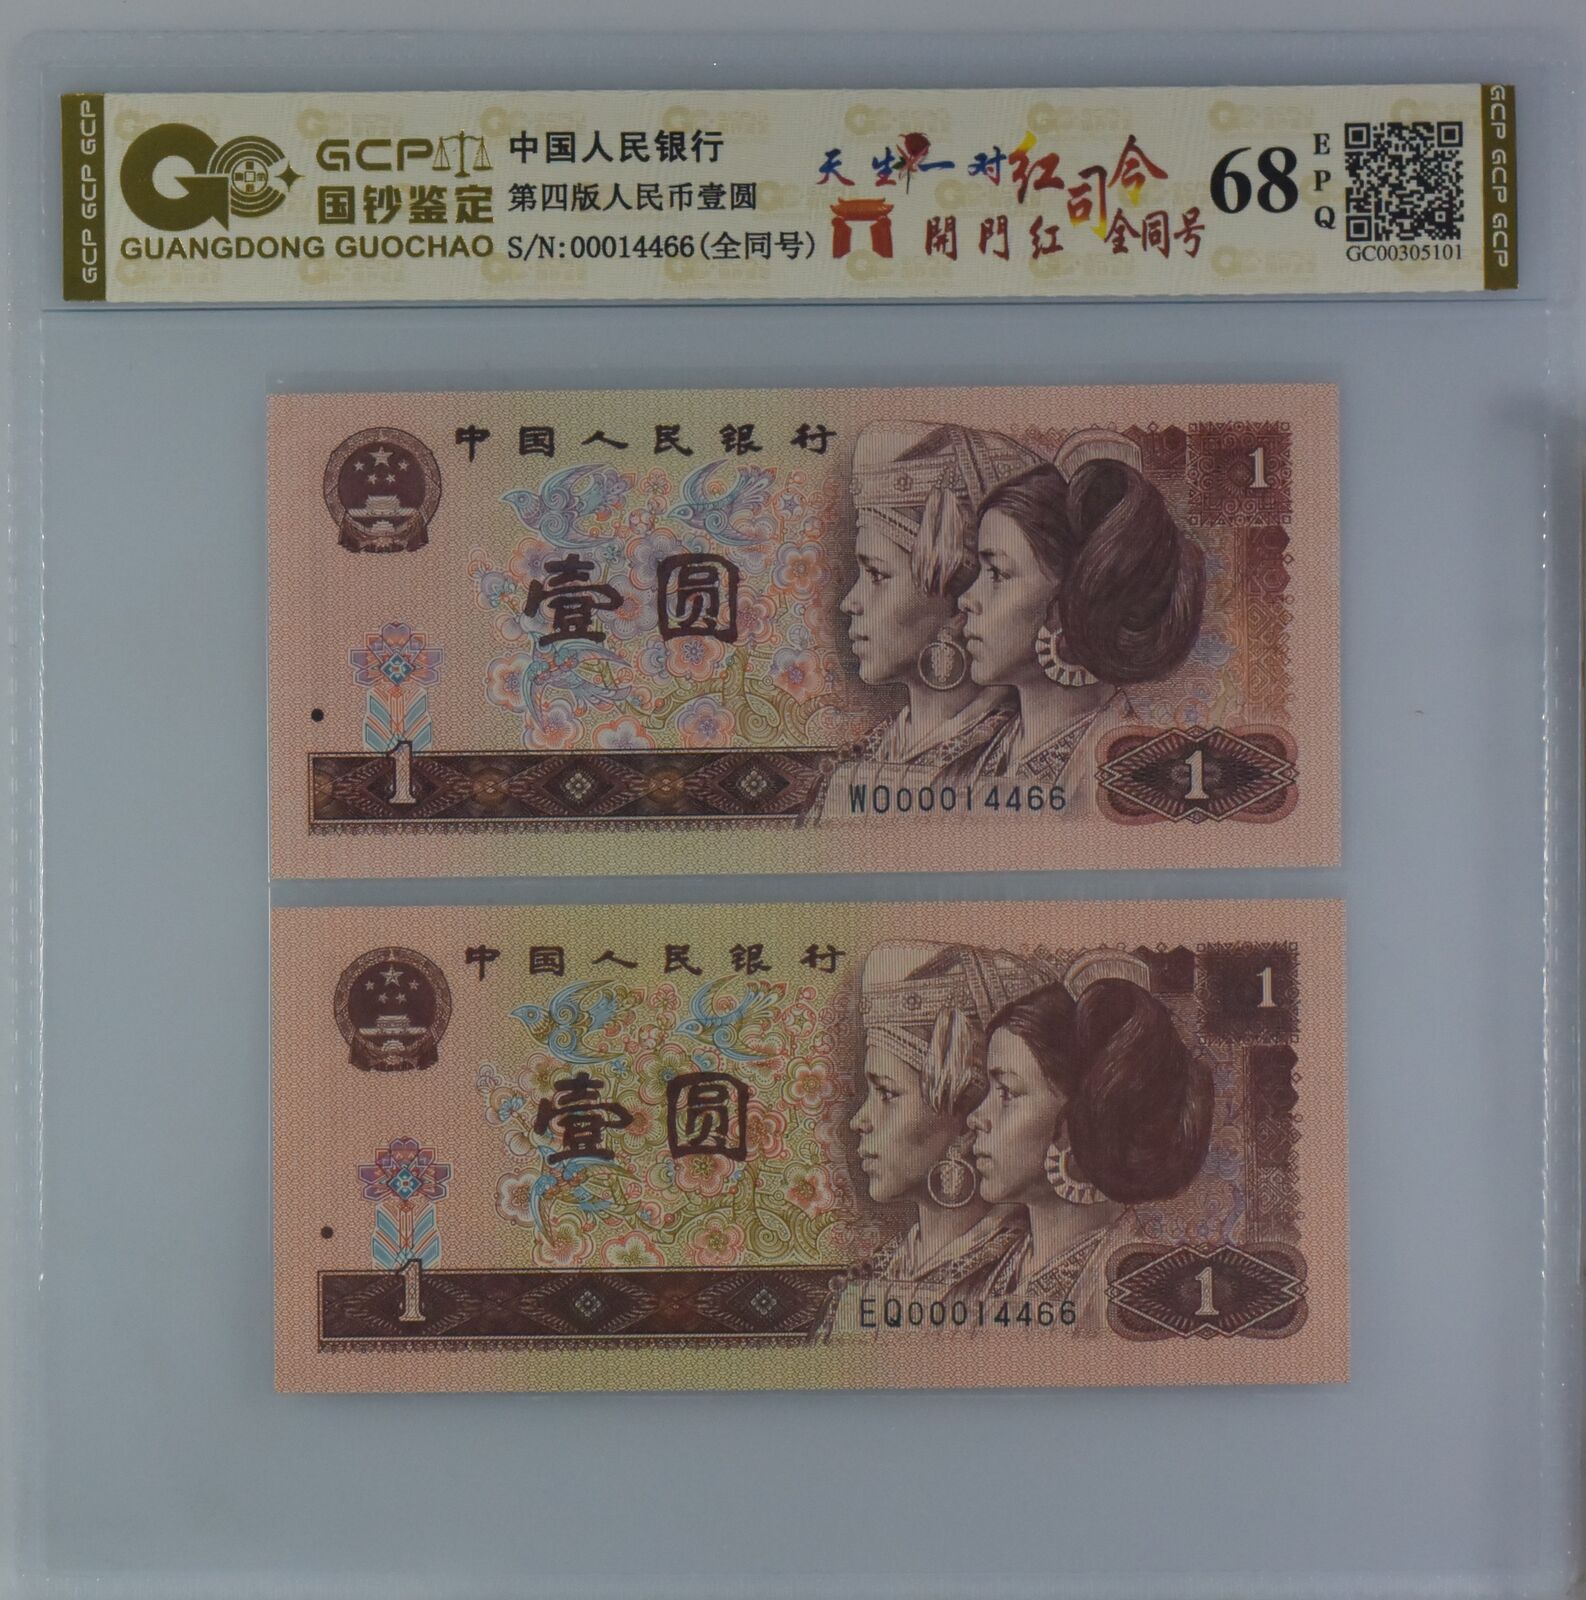 GCP GCP GCP
GCP
国钞鉴定
GUANGDONG GUOCHAO
中国人民银行
第四版人民币壹圆
S/N:00014466(全同号)
天生一对红司令
開門红全同号
68
EPQ
GC00305101
GCP GCP GCP
中国人民银行
1
壹圆
1
W000014466
1
中国人民银行
1
壹圆
1
EQ00014466
1